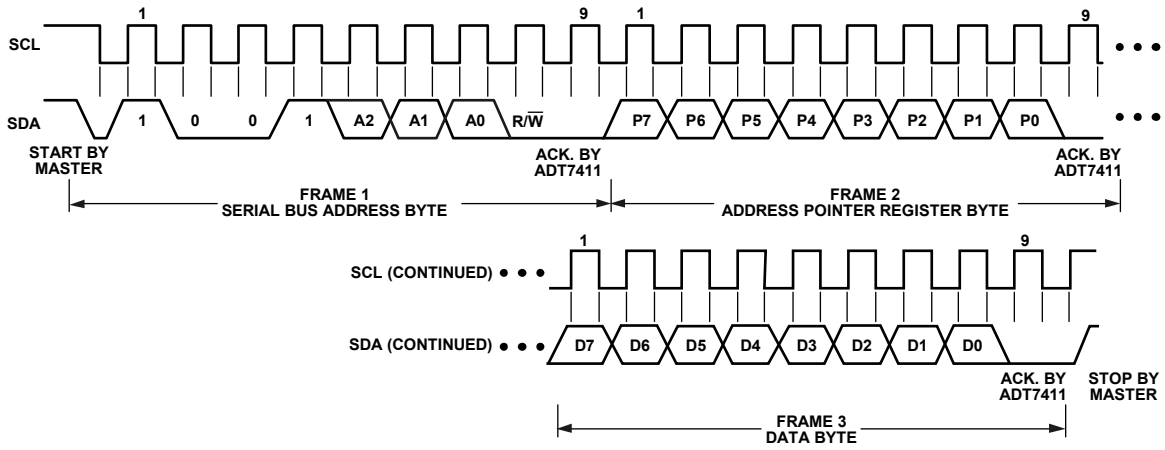 1 9 1 9
SCL
SDA 1 0 0 1 A2 A1 A0 R/W̅ P7 P6 P5 P4 P3 P2 P1 P0
START BY
MASTER
ACK. BY
ADT7411
ACK. BY
ADT7411
FRAME 1
SERIAL BUS ADDRESS BYTE
FRAME 2
ADDRESS POINTER REGISTER BYTE
1 9
SCL (CONTINUED)
SDA (CONTINUED) D7 D6 D5 D4 D3 D2 D1 D0
ACK. BY
ADT7411
STOP BY
MASTER
FRAME 3
DATA BYTE